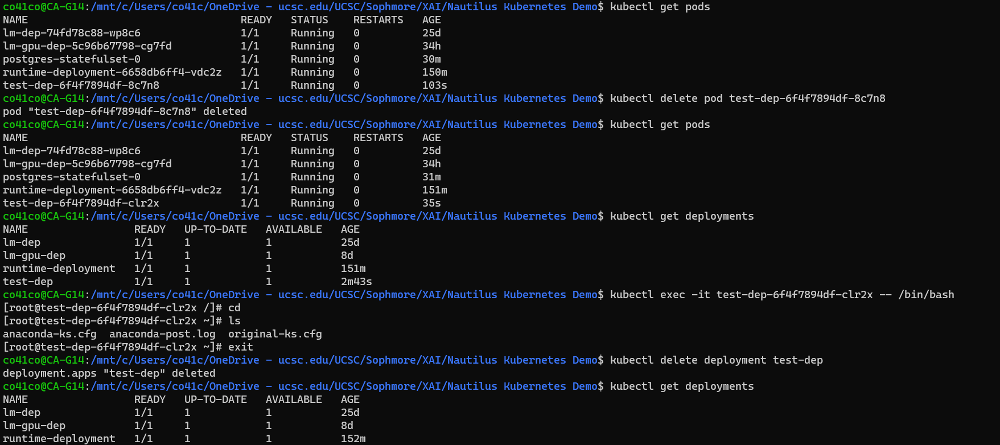 co41co@CA-G14:/mnt/c/Users/co41c/OneDrive - ucsc.edu/UCSC/Sophmore/XAI/Nautilus Kubernetes Demo$ kubectl get pods
NAME                                  READY   STATUS    RESTARTS   AGE
lm-dep-74fd78c88-wp8c6                1/1     Running   0          25d
lm-gpu-dep-5c96b67798-cg7fd           1/1     Running   0          34h
postgres-statefulset-0                1/1     Running   0          30m
runtime-deployment-6658db6ff4-vdc2z   1/1     Running   0          150m
test-dep-6f4f7894df-8c7n8             1/1     Running   0          103s
co41co@CA-G14:/mnt/c/Users/co41c/OneDrive - ucsc.edu/UCSC/Sophmore/XAI/Nautilus Kubernetes Demo$ kubectl delete pod test-dep-6f4f7894df-8c7n8
pod "test-dep-6f4f7894df-8c7n8" deleted
co41co@CA-G14:/mnt/c/Users/co41c/OneDrive - ucsc.edu/UCSC/Sophmore/XAI/Nautilus Kubernetes Demo$ kubectl get pods
NAME                                  READY   STATUS    RESTARTS   AGE
lm-dep-74fd78c88-wp8c6                1/1     Running   0          25d
lm-gpu-dep-5c96b67798-cg7fd           1/1     Running   0          34h
postgres-statefulset-0                1/1     Running   0          31m
runtime-deployment-6658db6ff4-vdc2z   1/1     Running   0          151m
test-dep-6f4f7894df-clr2x             1/1     Running   0          35s
co41co@CA-G14:/mnt/c/Users/co41c/OneDrive - ucsc.edu/UCSC/Sophmore/XAI/Nautilus Kubernetes Demo$ kubectl get deployments
NAME                 READY   UP-TO-DATE   AVAILABLE   AGE
lm-dep               1/1     1            1           25d
lm-gpu-dep           1/1     1            1           8d
runtime-deployment   1/1     1            1           151m
test-dep             1/1     1            1           2m43s
co41co@CA-G14:/mnt/c/Users/co41c/OneDrive - ucsc.edu/UCSC/Sophmore/XAI/Nautilus Kubernetes Demo$ kubectl exec -it test-dep-6f4f7894df-clr2x -- /bin/bash
[root@test-dep-6f4f7894df-clr2x /]# cd
[root@test-dep-6f4f7894df-clr2x ~]# ls
anaconda-ks.cfg  anaconda-post.log  original-ks.cfg
[root@test-dep-6f4f7894df-clr2x ~]# exit
co41co@CA-G14:/mnt/c/Users/co41c/OneDrive - ucsc.edu/UCSC/Sophmore/XAI/Nautilus Kubernetes Demo$ kubectl delete deployment test-dep
deployment.apps "test-dep" deleted
co41co@CA-G14:/mnt/c/Users/co41c/OneDrive - ucsc.edu/UCSC/Sophmore/XAI/Nautilus Kubernetes Demo$ kubectl get deployments
NAME                 READY   UP-TO-DATE   AVAILABLE   AGE
lm-dep               1/1     1            1           25d
lm-gpu-dep           1/1     1            1           8d
runtime-deployment   1/1     1            1           152m